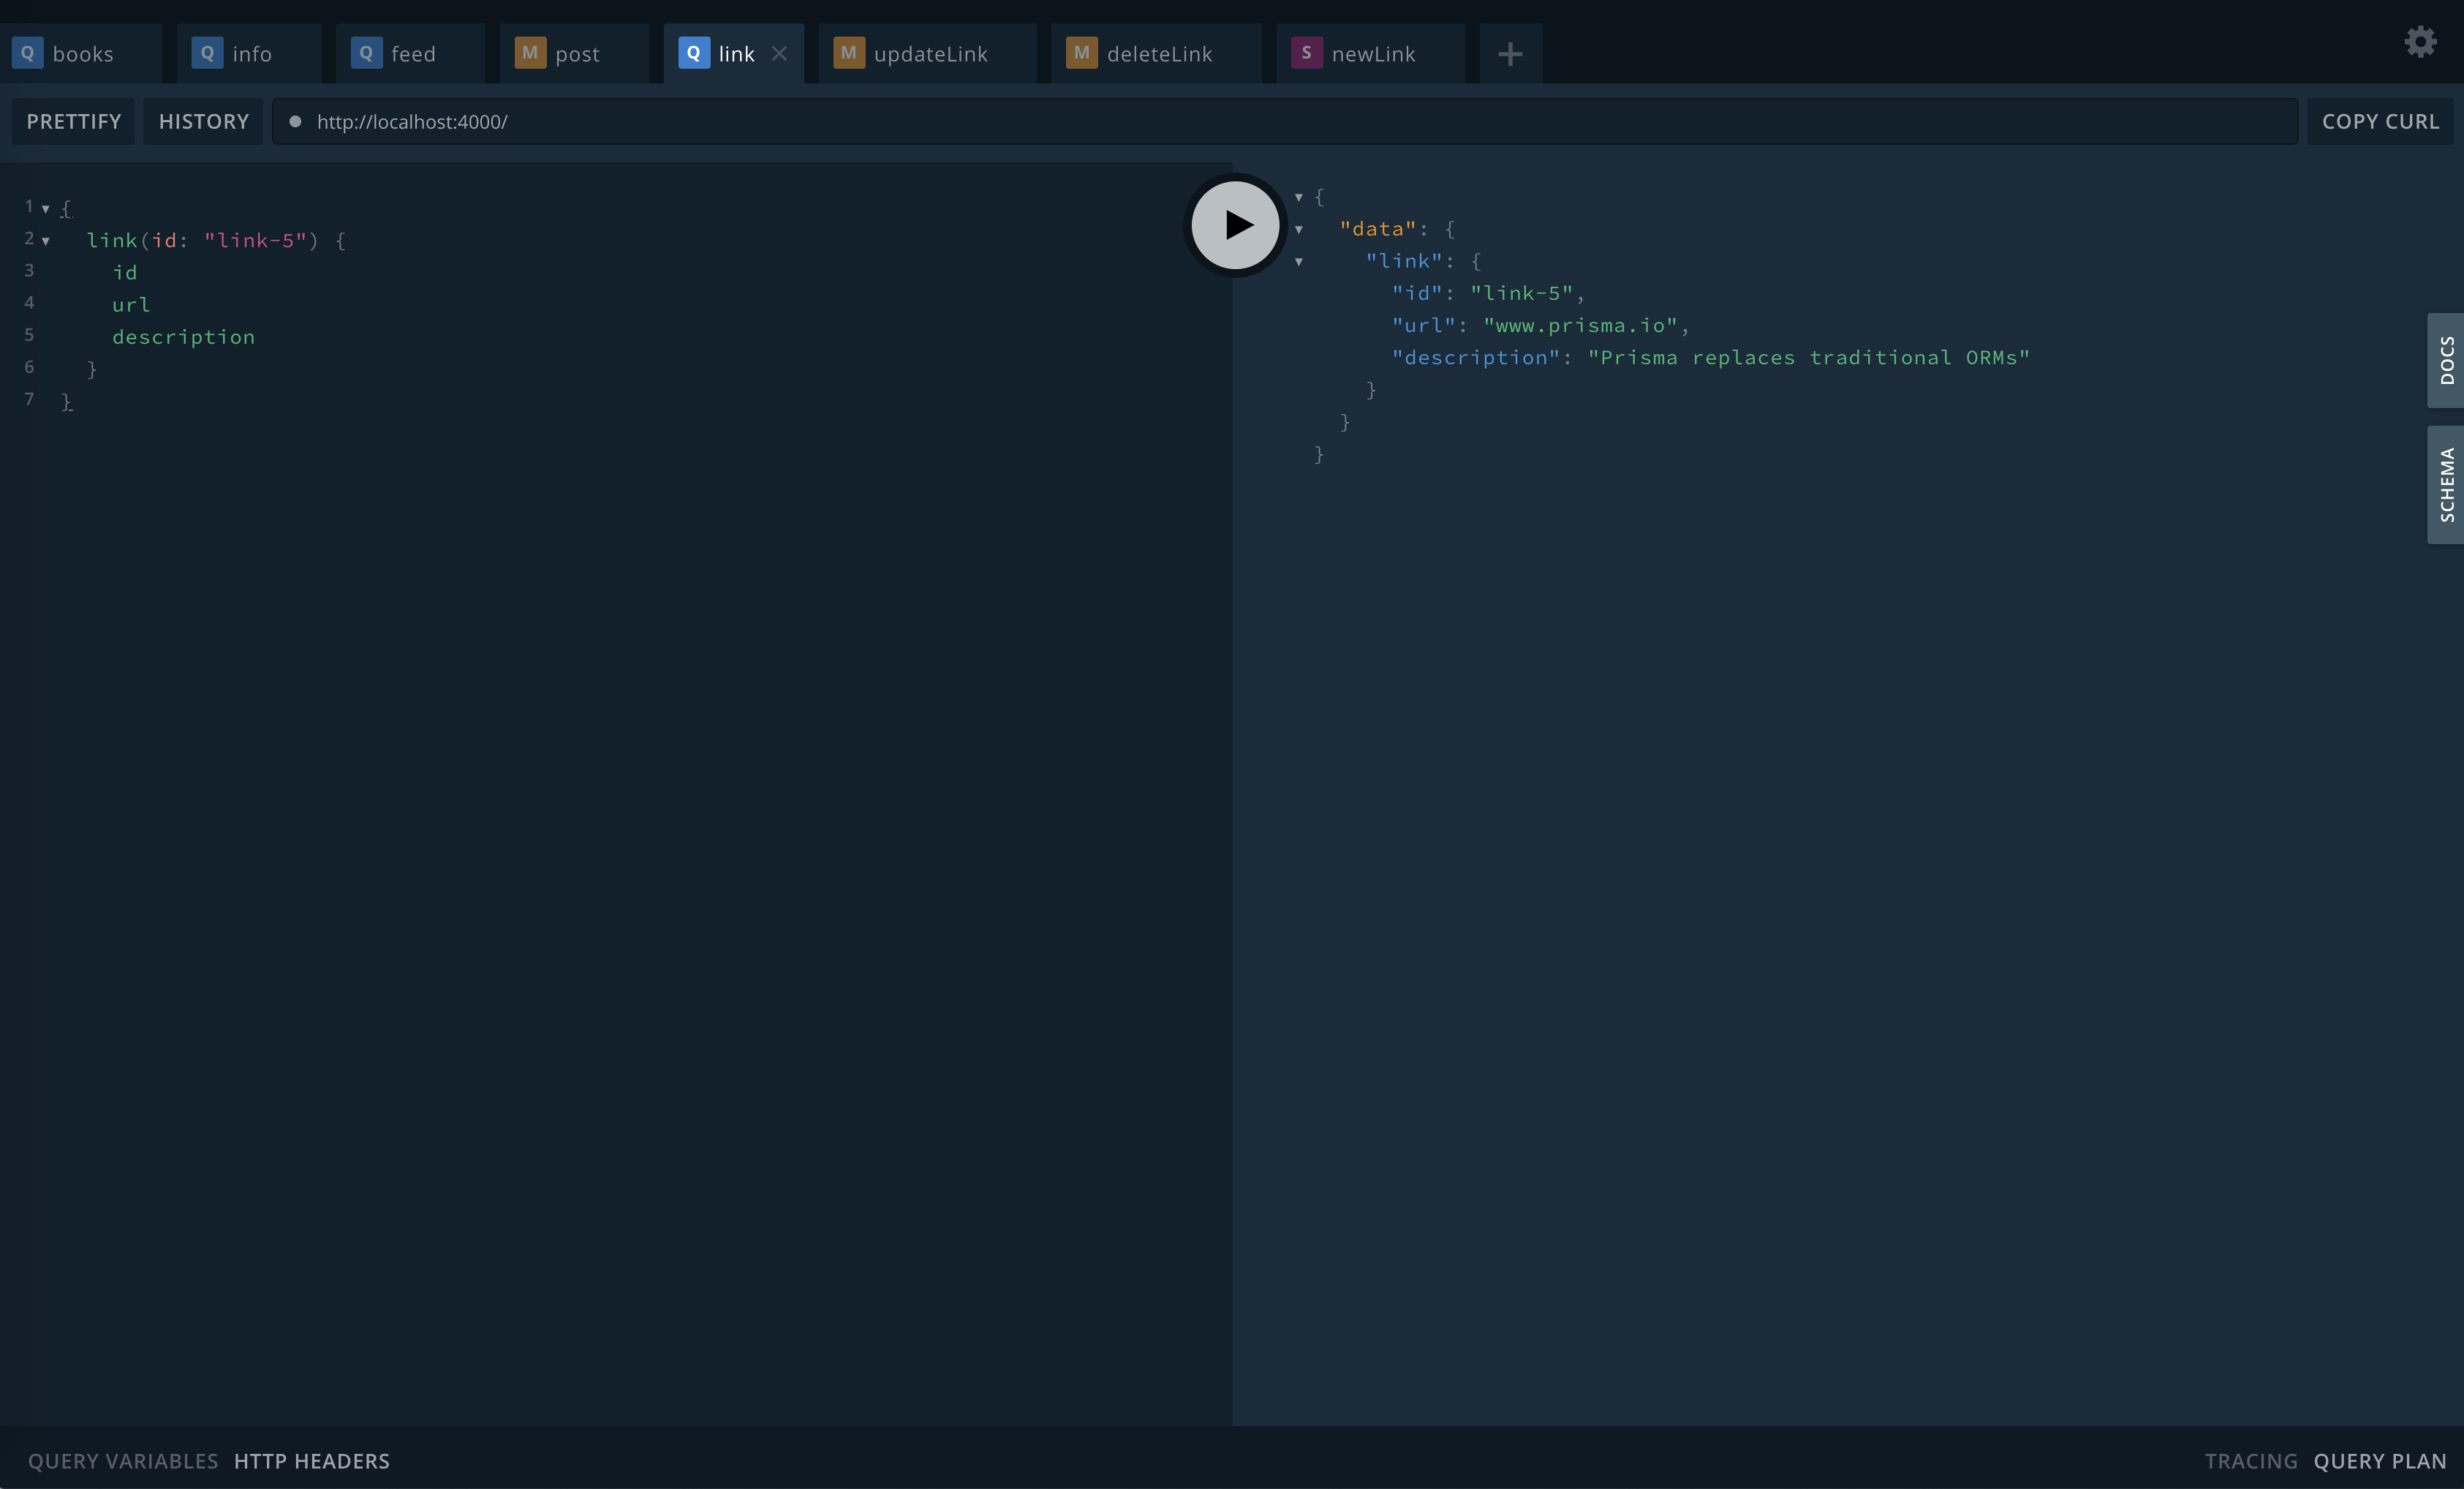 Q books Q info Q feed M post Q link M updateLink M deleteLink S newLink
PRETTIFY HISTORY http://localhost:4000/ COPY CURL
1 {
2 link(id: "link-5") {
3 id
4 url
5 description
6 }
7 }
{
"data": {
"link": {
"id": "link-5",
"url": "www.prisma.io",
"description": "Prisma replaces traditional ORMs"
}
}
}
DOCS
SCHEMA
QUERY VARIABLES HTTP HEADERS TRACING QUERY PLAN